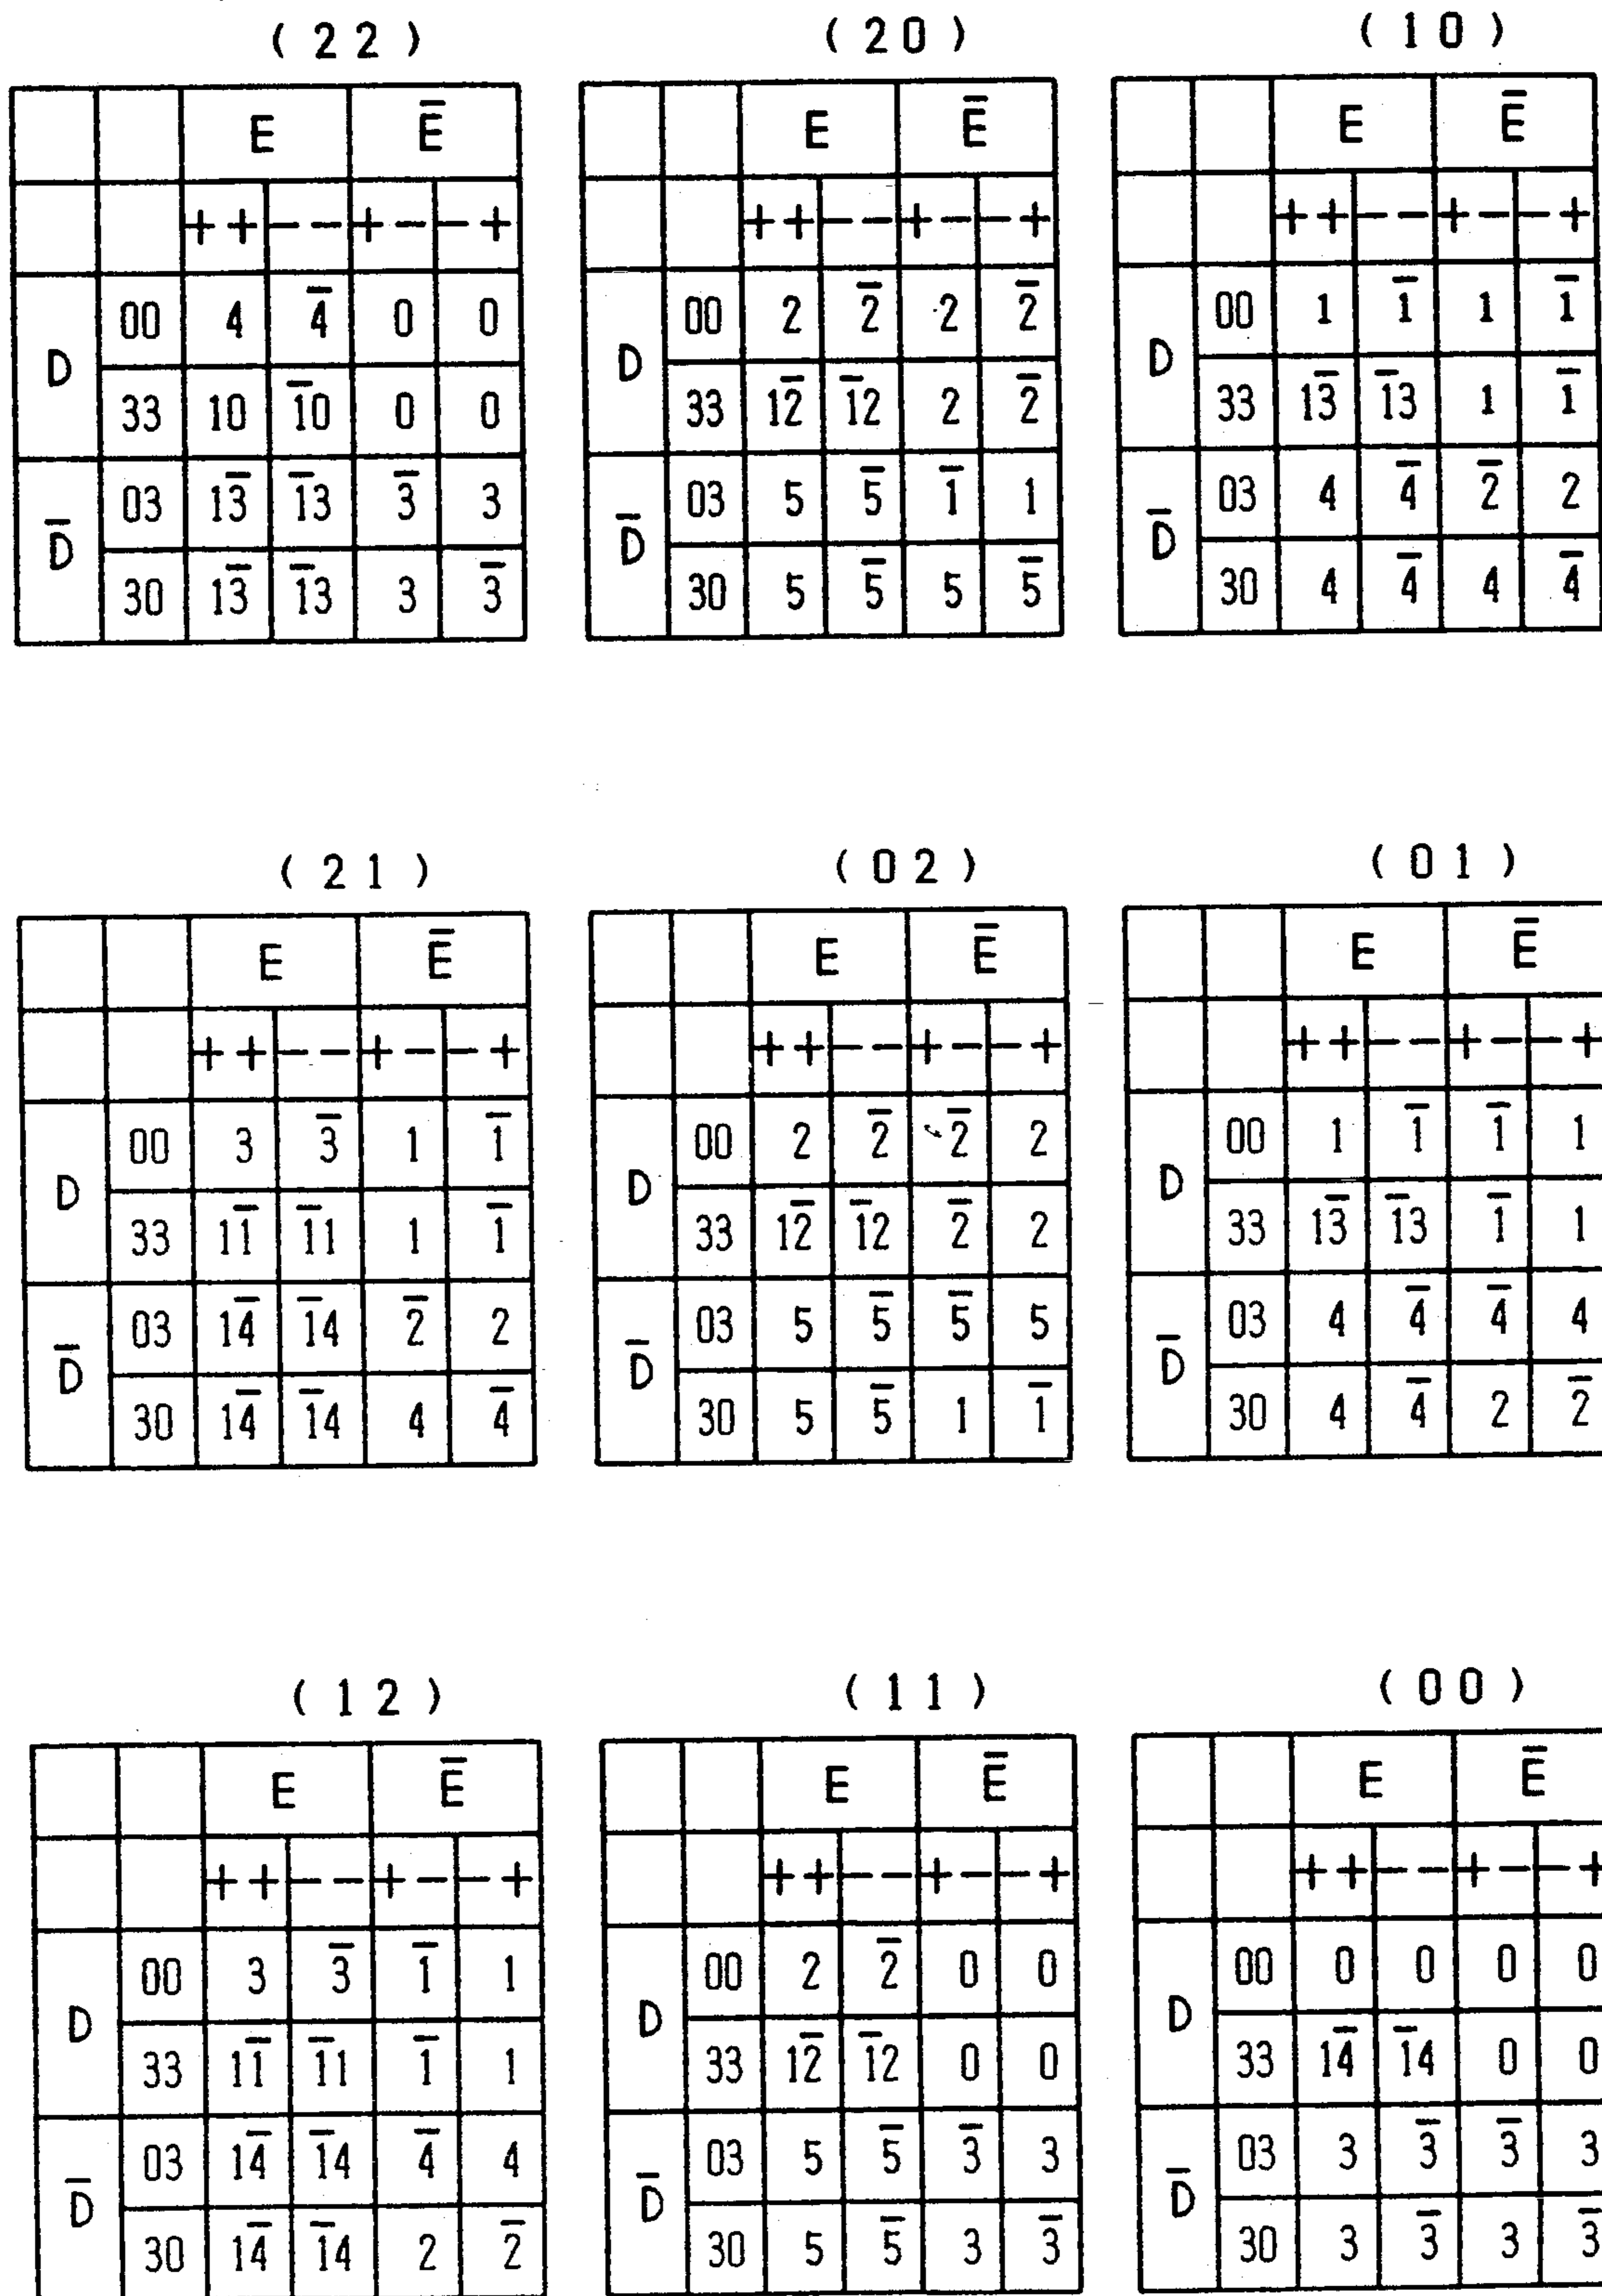 ( 2 2 )
E Ē
+ + − − + − − +
D 00 4 4̄ 0 0
33 10 1̄0 0 0
D̄ 03 13̄ 1̄3 3̄ 3
30 13̄ 1̄3 3 3̄
( 2 0 )
E Ē
+ + − − + − − +
D 00 2 2̄ 2 2̄
33 12̄ 1̄2 2 2̄
D̄ 03 5 5̄ 1̄ 1
30 5 5̄ 5 5̄
( 1 0 )
E Ē
+ + − − + − − +
D 00 1 1̄ 1 1̄
33 13̄ 1̄3 1 1̄
D̄ 03 4 4̄ 2̄ 2
30 4 4̄ 4 4̄
( 2 1 )
E Ē
+ + − − + − − +
D 00 3 3̄ 1 1̄
33 11̄ 1̄1 1 1̄
D̄ 03 14̄ 1̄4 2̄ 2
30 14̄ 1̄4 4 4̄
( 0 2 )
E Ē
+ + − − + − − +
D 00 2 2̄ 2̄ 2
33 12̄ 1̄2 2̄ 2
D̄ 03 5 5̄ 5̄ 5
30 5 5̄ 1 1̄
( 0 1 )
E Ē
+ + − − + − − +
D 00 1 1̄ 1̄ 1
33 13̄ 1̄3 1̄ 1
D̄ 03 4 4̄ 4̄ 4
30 4 4̄ 2 2̄
( 1 2 )
E Ē
+ + − − + − − +
D 00 3 3̄ 1̄ 1
33 11̄ 1̄1 1̄ 1
D̄ 03 14̄ 1̄4 4̄ 4
30 14̄ 1̄4 2 2̄
( 1 1 )
E Ē
+ + − − + − − +
D 00 2 2̄ 0 0
33 12̄ 1̄2 0 0
D̄ 03 5 5̄ 3̄ 3
30 5 5̄ 3 3̄
( 0 0 )
E Ē
+ + − − + − − +
D 00 0 0 0 0
33 14̄ 1̄4 0 0
D̄ 03 3 3̄ 3̄ 3
30 3 3̄ 3 3̄